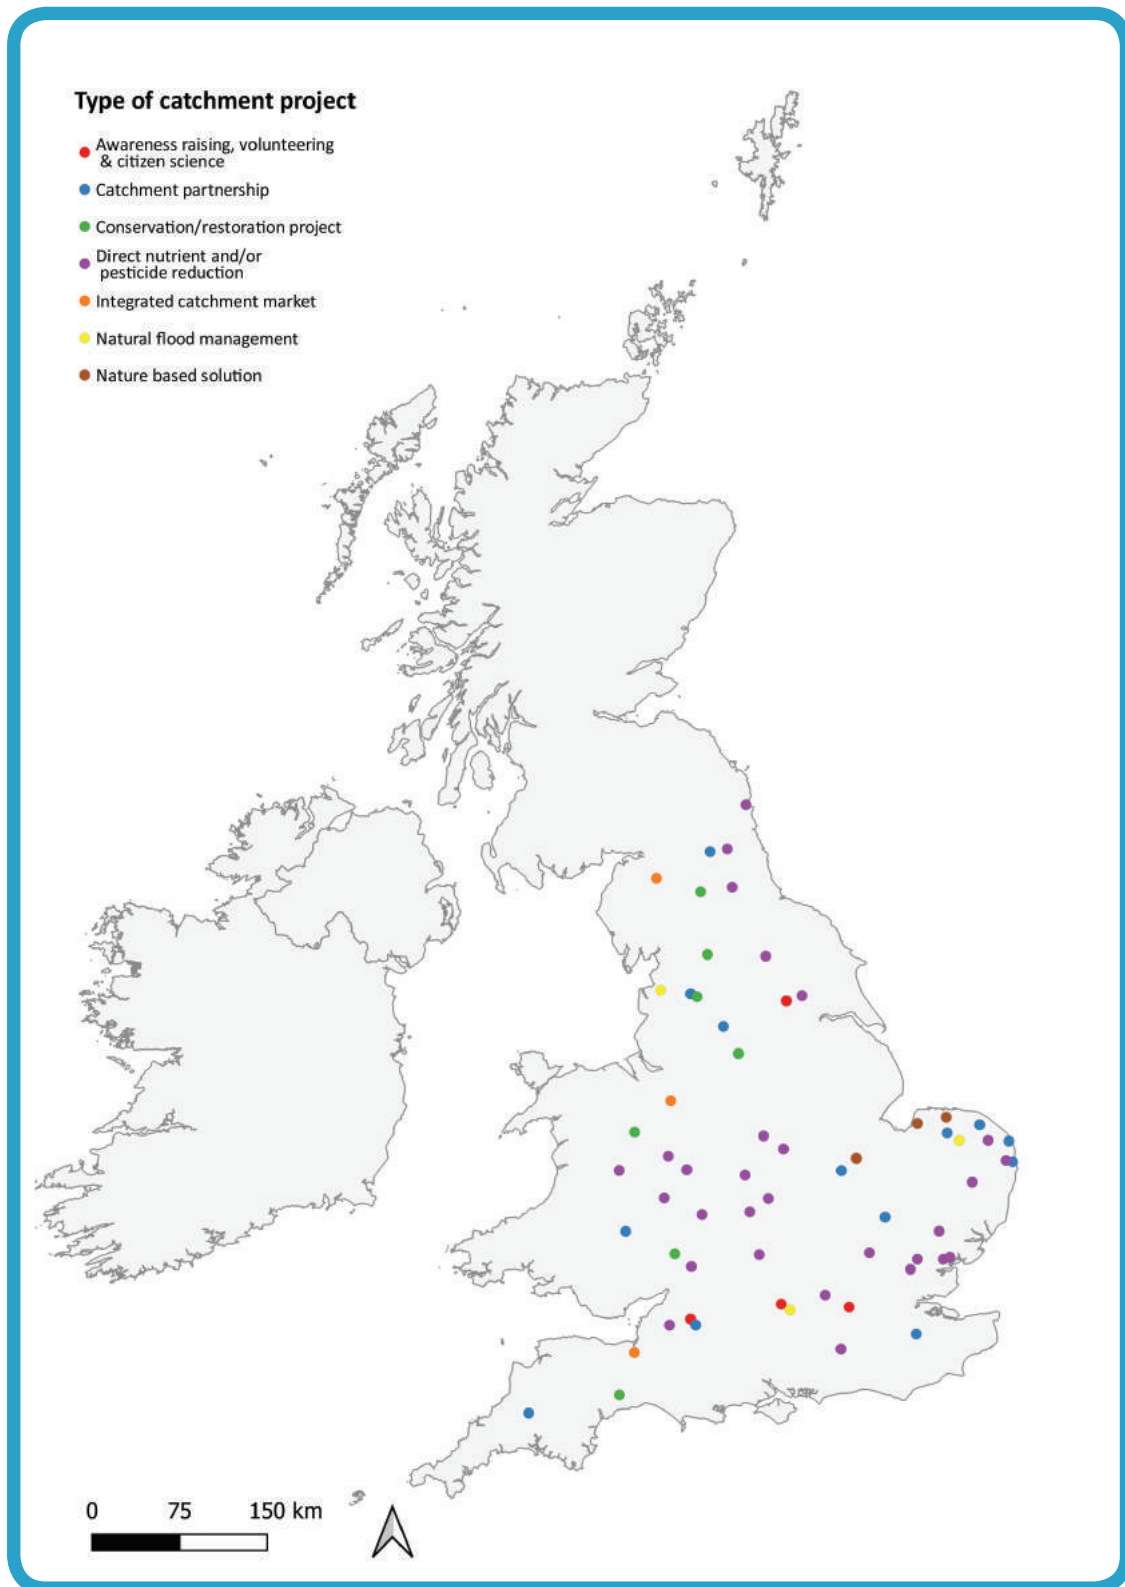 Type of catchment project
Awareness raising, volunteering
& citizen science
Catchment partnership
Conservation/restoration project
Direct nutrient and/or
pesticide reduction
Integrated catchment market
Natural flood management
Nature based solution
0 75 150 km